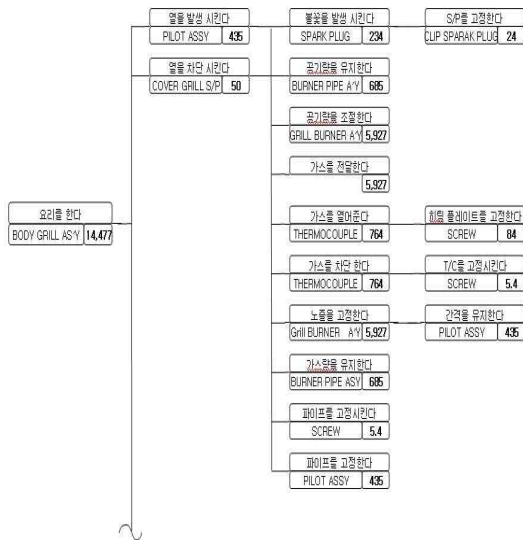 열을 발생 시킨다
PILOT ASSY 435
불꽃을 발생 시킨다
SPARK PLUG 234
S/P를 고정한다
CLIP SPARAK PLUG 24
열을 차단 시킨다
COVER GRILL S/P 50
공기량을 유지한다
BURNER PIPE A'Y 685
공기량을 조절한다
GRILL BURNER A'Y 5,927
가스를 전달한다
5,927
요리를 한다
BODY GRILL AS'Y 14,477
가스를 열어준다
THERMOCOUPLE 764
히팅 플레이트를 고정한다
SCREW 84
가스를 차단 한다
THERMOCOUPLE 764
T/C를 고정시킨다
SCREW 5.4
노즐을 고정한다
Grill BURNER A'Y 5,927
간격을 유지한다
PILOT ASSY 435
가스량을 유지한다
BURNER PIPE ASY 685
파이프를 고정시킨다
SCREW 5.4
파이프를 고정한다
PILOT ASSY 435